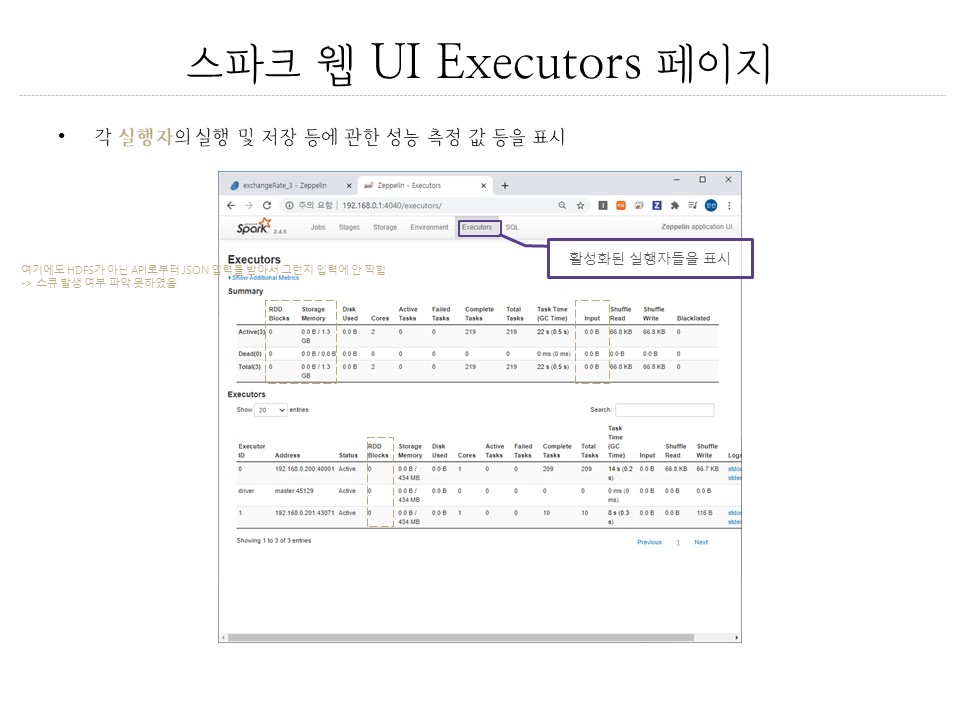 스파크 웹 UI Executors 페이지
• 각 실행자의 실행 및 저장 등에 관한 성능 측정 값 등을 표시
exchangeRate_3 - Zeppelin × Zeppelin - Executors × +
주의 요함 | 192.168.0.1:4040/executors/
Spark 2.4.5 Jobs Stages Storage Environment Executors SQL Zeppelin application UI
활성화된 실행자들을 표시
Executors
여기에도 HDFS가 아닌 API로부터 JSON 입력을 받아서 그런지 입력에 안 찍힘
-> 스큐 발생 여부 파악 못하였음
Show Additional Metrics
Summary
RDD Blocks Storage Memory Disk Used Cores Active Tasks Failed Tasks Complete Tasks Total Tasks Task Time (GC Time) Input Shuffle Read Shuffle Write Blacklisted
Active(3) 0 0.0 B / 1.3 GB 0.0 B 2 0 0 219 219 22 s (0.5 s) 0.0 B 66.8 KB 66.8 KB 0
Dead(0) 0 0.0 B / 0.0 B 0.0 B 0 0 0 0 0 0 ms (0 ms) 0.0 B 0.0 B 0.0 B 0
Total(3) 0 0.0 B / 1.3 GB 0.0 B 2 0 0 219 219 22 s (0.5 s) 0.0 B 66.8 KB 66.8 KB 0
Executors
Show 20 entries Search:
Executor ID Address Status RDD Blocks Storage Memory Disk Used Cores Active Tasks Failed Tasks Complete Tasks Total Tasks Task Time (GC Time) Input Shuffle Read Shuffle Write Logs
0 192.168.0.200:40001 Active 0 0.0 B / 434 MB 0.0 B 1 0 0 209 209 14 s (0.2 s) 0.0 B 66.8 KB 66.7 KB stdo stder
driver master:45129 Active 0 0.0 B / 434 MB 0.0 B 0 0 0 0 0 0 ms (0 ms) 0.0 B 0.0 B 0.0 B
1 192.168.0.201:43071 Active 0 0.0 B / 434 MB 0.0 B 1 0 0 10 10 8 s (0.3 s) 0.0 B 0.0 B 116 B stdo stder
Showing 1 to 3 of 3 entries Previous 1 Next